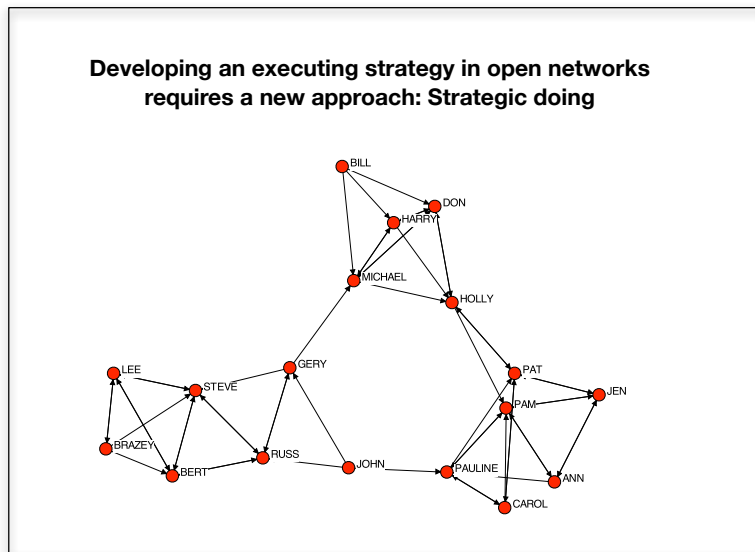 Developing an executing strategy in open networks
requires a new approach: Strategic doing
BILL
DON
HARRY
MICHAEL
HOLLY
GERY
LEE
STEVE
PAT
JEN
PAM
BRAZEY
BERT
RUSS
JOHN
PAULINE
ANN
CAROL